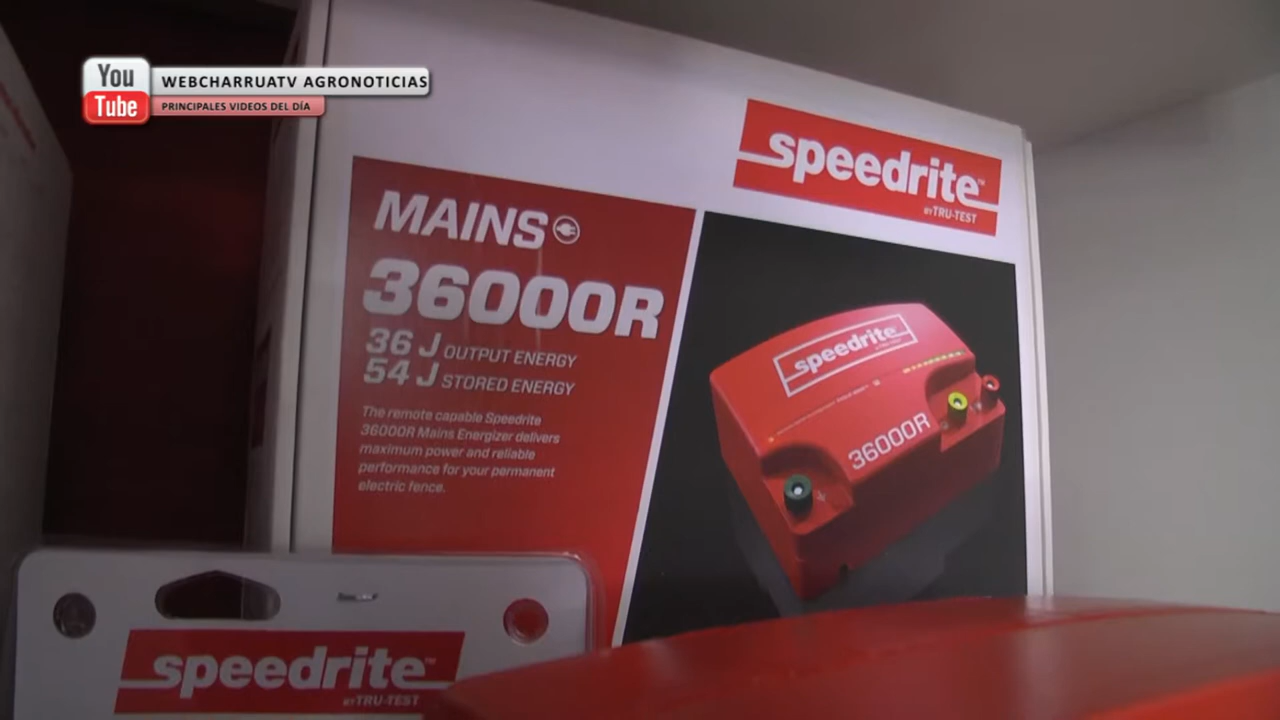 You
Tube
WEBCHARRUATV AGRONOTICIAS
PRINCIPALES VIDEOS DEL DÍA
speedrite™
BY TRU-TEST
MAINS
36000R
36 J OUTPUT ENERGY
54 J STORED ENERGY
The remote capable Speedrite
36000R Mains Energizer delivers
maximum power and reliable
performance for your permanent
electric fence.
speedrite
36000R
speedrite™
BY TRU-TEST